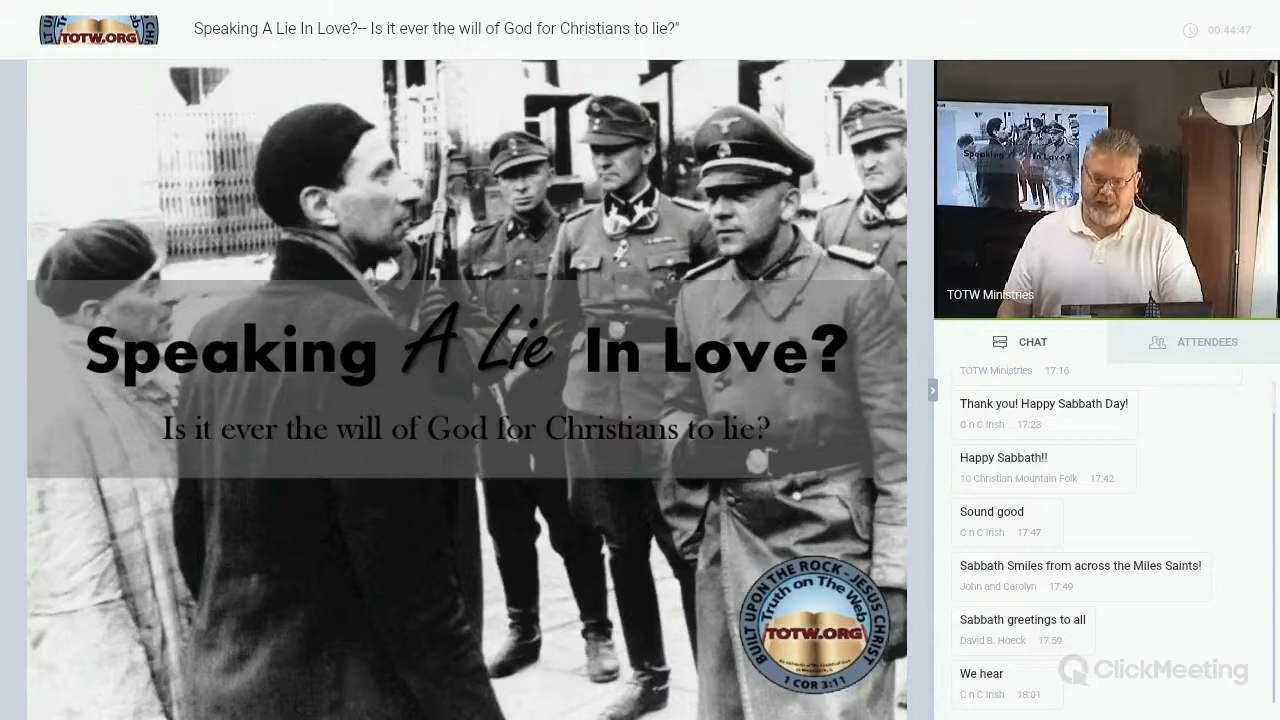 TOTW.ORG
Speaking A Lie In Love?-- Is it ever the will of God for Christians to lie?"
00:44:47
Speaking A Lie In Love?
Is it ever the will of God for Christians to lie?
BUILT UPON THE ROCK - JESUS CHRIST
Truth on The Web
TOTW.ORG
1 COR 3:11
Speaking A Lie In Love?
TOTW Ministries
CHAT
ATTENDEES
TOTW Ministries 17:16
Thank you! Happy Sabbath Day!
C n C Irish 17:23
Happy Sabbath!!
10 Christian Mountain Folk 17:42
Sound good
C n C Irish 17:47
Sabbath Smiles from across the Miles Saints!
John and Carolyn 17:49
Sabbath greetings to all
David B. Hoeck 17:59
We hear
C n C Irish 18:01
ClickMeeting